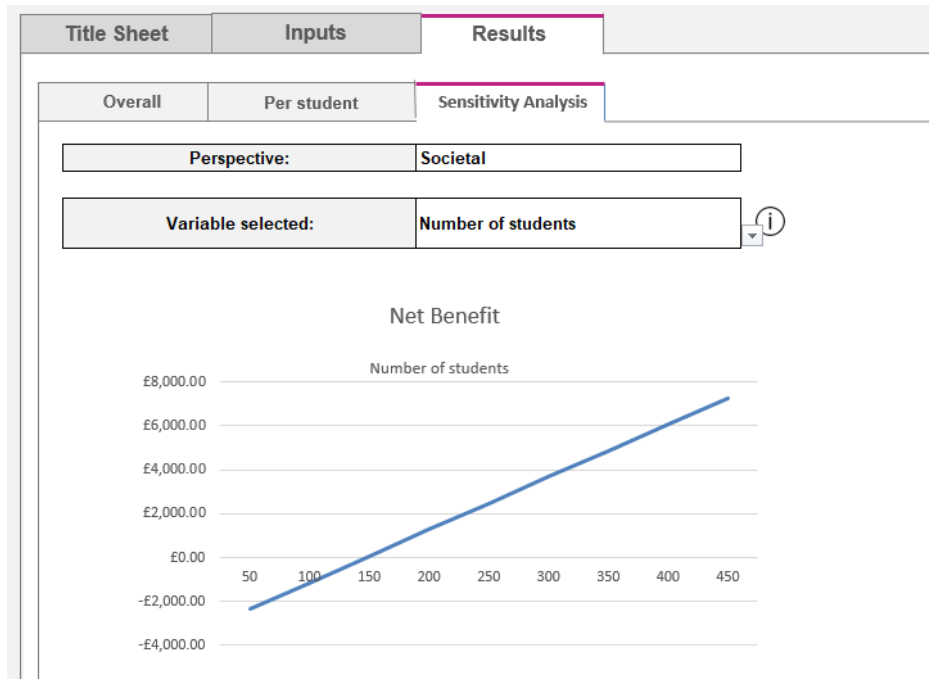 Title Sheet Inputs Results
Overall Per student Sensitivity Analysis
Perspective: Societal
Variable selected: Number of students i
Net Benefit
Number of students
£8,000.00
£6,000.00
£4,000.00
£2,000.00
£0.00
50 100 150 200 250 300 350 400 450
-£2,000.00
-£4,000.00